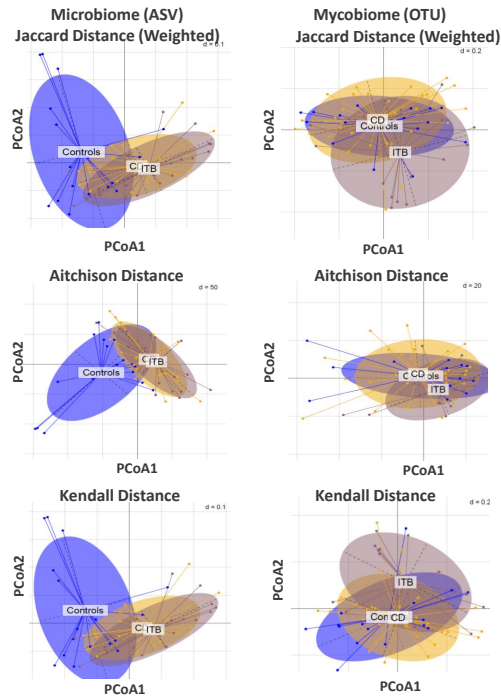 Microbiome (ASV)
Jaccard Distance (Weighted)
d = 0.1
PCoA2
Controls
ITB
PCoA1
Mycobiome (OTU)
Jaccard Distance (Weighted)
d = 0.2
PCoA2
CD
Controls
ITB
PCoA1
Aitchison Distance
d = 50
PCoA2
Controls
ITB
PCoA1
Aitchison Distance
d = 20
PCoA2
CD
ITB
PCoA1
Kendall Distance
d = 0.1
PCoA2
Controls
ITB
PCoA1
Kendall Distance
d = 0.2
PCoA2
ITB
CD
PCoA1